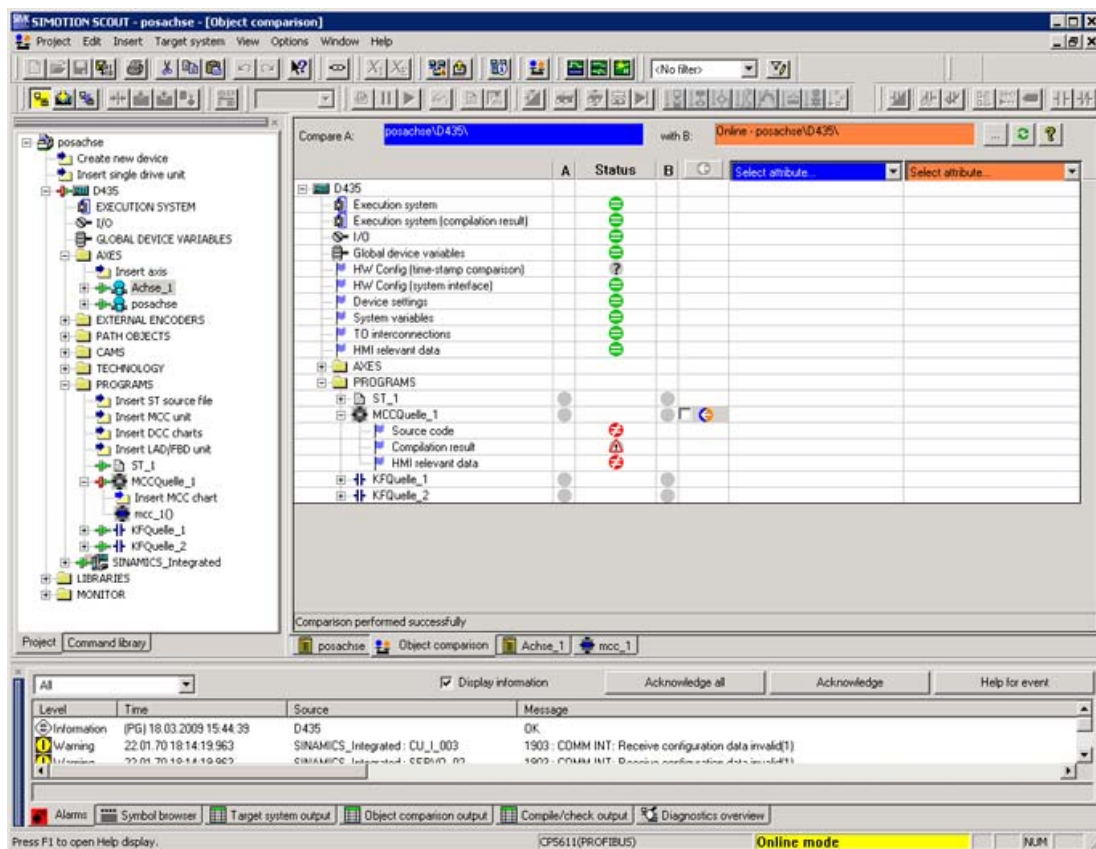 SIMOTION SCOUT - posachse - [Object comparison]
Project Edit Insert Target system View Options Window Help
<No filter>
posachse
Create new device
Insert single drive unit
D435
EXECUTION SYSTEM
I/O
GLOBAL DEVICE VARIABLES
AXES
Insert axis
Achse_1
posachse
EXTERNAL ENCODERS
PATH OBJECTS
CAMS
TECHNOLOGY
PROGRAMS
Insert ST source file
Insert MCC unit
Insert DCC charts
Insert LAD/FBD unit
ST_1
MCCQuelle_1
Insert MCC chart
mcc_1()
KFQuelle_1
KFQuelle_2
SINAMICS_Integrated
LIBRARIES
MONITOR
Project Command library
Compare A: posachse\D435\ with B: Online - posachse\D435\ ...
A Status B Select attribute... Select attribute...
D435
Execution system
Execution system (compilation result)
I/O
Global device variables
HW Config (time-stamp comparison)
HW Config (system interface)
Device settings
System variables
TO interconnections
HMI relevant data
AXES
PROGRAMS
ST_1
MCCQuelle_1
Source code
Compilation result
HMI relevant data
KFQuelle_1
KFQuelle_2
Comparison performed successfully
posachse Object comparison Achse_1 mcc_1
All Display information Acknowledge all Acknowledge Help for event
Level Time Source Message
Information (PG) 18.03.2009 15:44:39 D435 OK
Warning 22.01.70 18:14:19:963 SINAMICS_Integrated : CU_I_003 1903 : COMM INT: Receive configuration data invalid(1)
Alarms Symbol browser Target system output Object comparison output Compile/check output Diagnostics overview
Press F1 to open Help display. CP5611(PROFIBUS) Online mode NUM